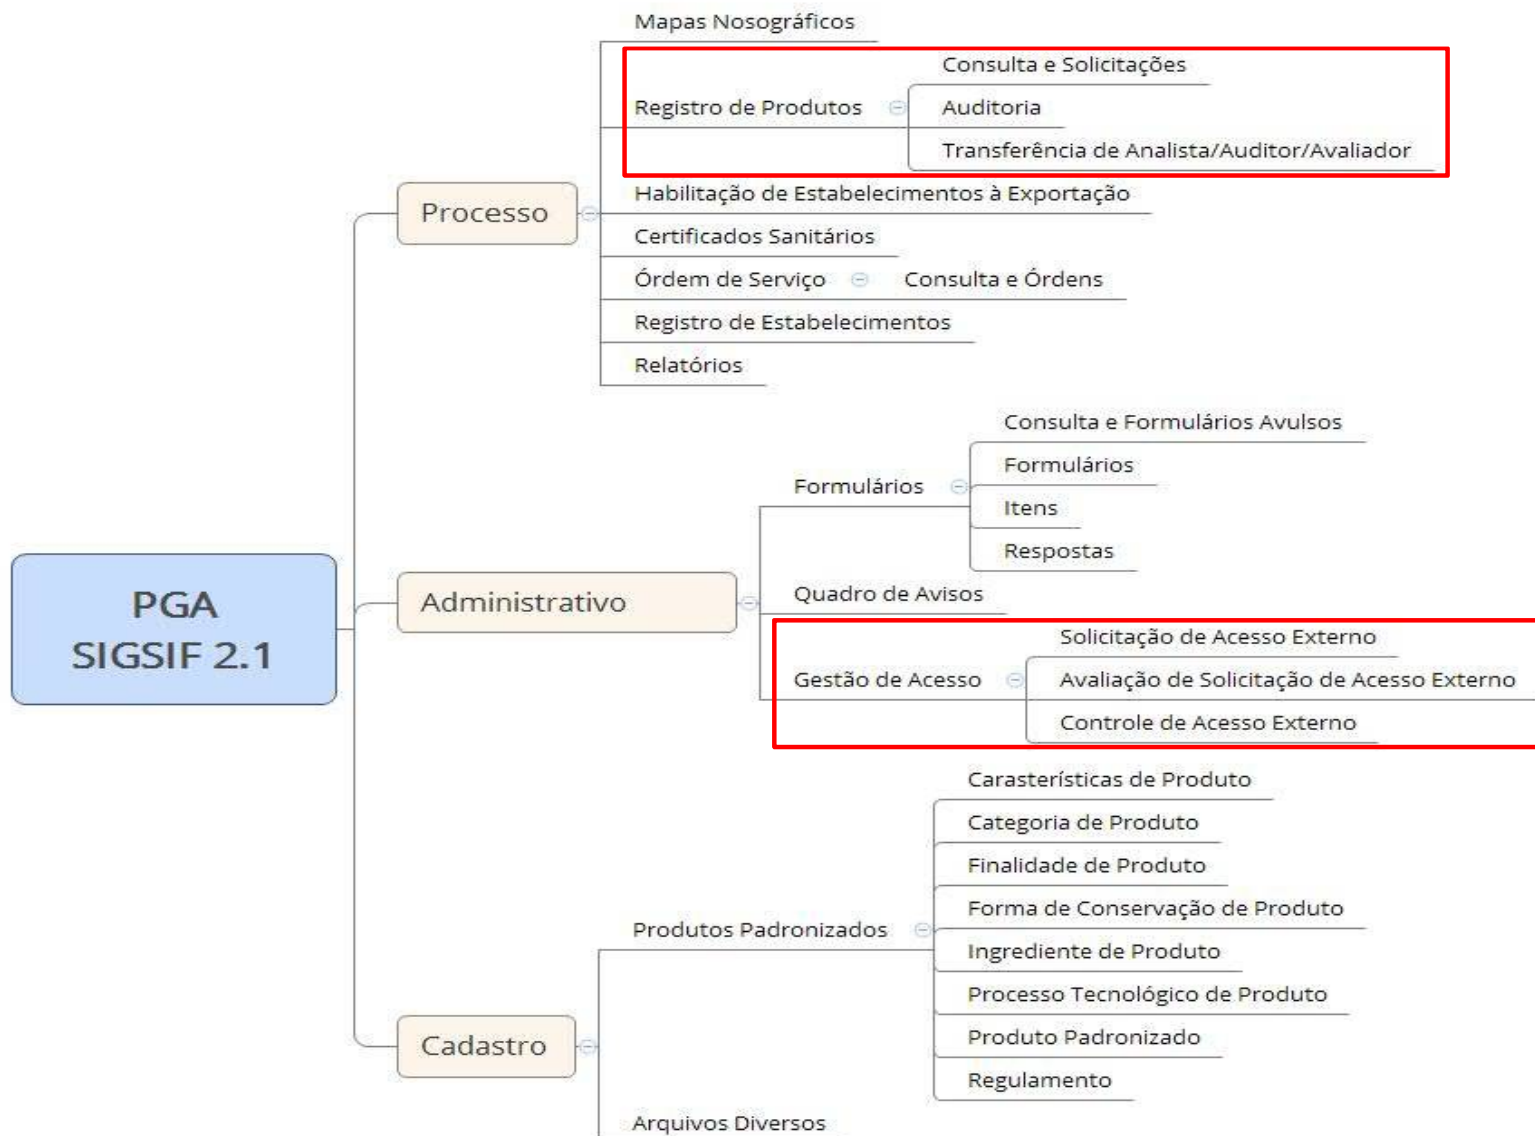 Mapas Nosográficos
Consulta e Solicitações
Registro de Produtos
Auditoria
Transferência de Analista/Auditor/Avaliador
Habilitação de Estabelecimentos à Exportação
Processo
Certificados Sanitários
Órdem de Serviço
Consulta e Órdens
Registro de Estabelecimentos
Relatórios
Consulta e Formulários Avulsos
Formulários
Formulários
Itens
Respostas
Quadro de Avisos
Administrativo
PGA
SIGSIF 2.1
Solicitação de Acesso Externo
Gestão de Acesso
Avaliação de Solicitação de Acesso Externo
Controle de Acesso Externo
Carasterísticas de Produto
Categoria de Produto
Finalidade de Produto
Forma de Conservação de Produto
Produtos Padronizados
Ingrediente de Produto
Processo Tecnológico de Produto
Produto Padronizado
Cadastro
Regulamento
Arquivos Diversos